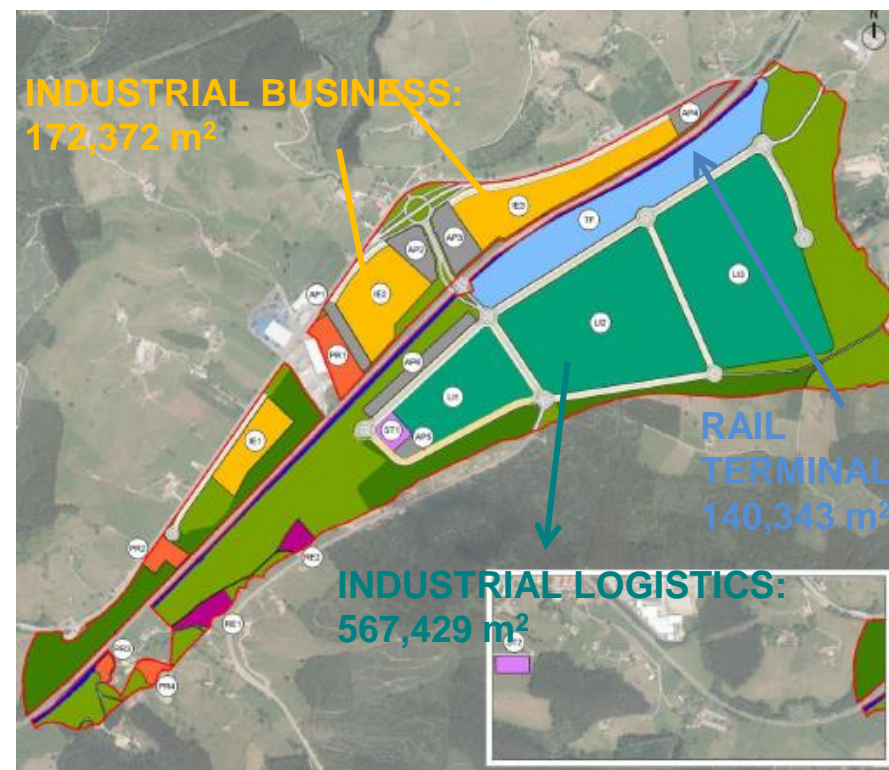 N
INDUSTRIAL BUSINESS:
172,372 m²
AP4
IE3
TF
AP3
AP2
LI3
AP1
IE2
LI2
PR1
AP6
LI1
ST1
AP5
IE1
RAIL
TERMINAL
140,343 m²
PR2
RE2
INDUSTRIAL LOGISTICS:
567,429 m²
RE1
PR3
PR4